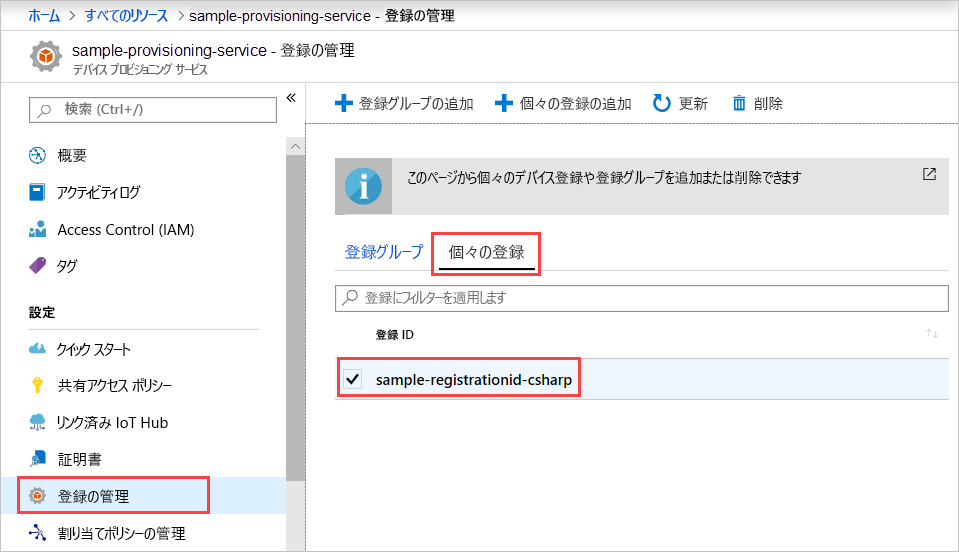 ホーム > すべてのリソース > sample-provisioning-service - 登録の管理
sample-provisioning-service - 登録の管理
デバイス プロビジョニング サービス
検索 (Ctrl+/)
概要
アクティビティログ
Access Control (IAM)
タグ
設定
クイック スタート
共有アクセス ポリシー
リンク済み IoT Hub
証明書
登録の管理
割り当てポリシーの管理
登録グループの追加 個々の登録の追加 更新 削除
このページから個々のデバイス登録や登録グループを追加または削除できます
登録グループ 個々の登録
登録にフィルターを適用します
登録 ID
sample-registrationid-csharp